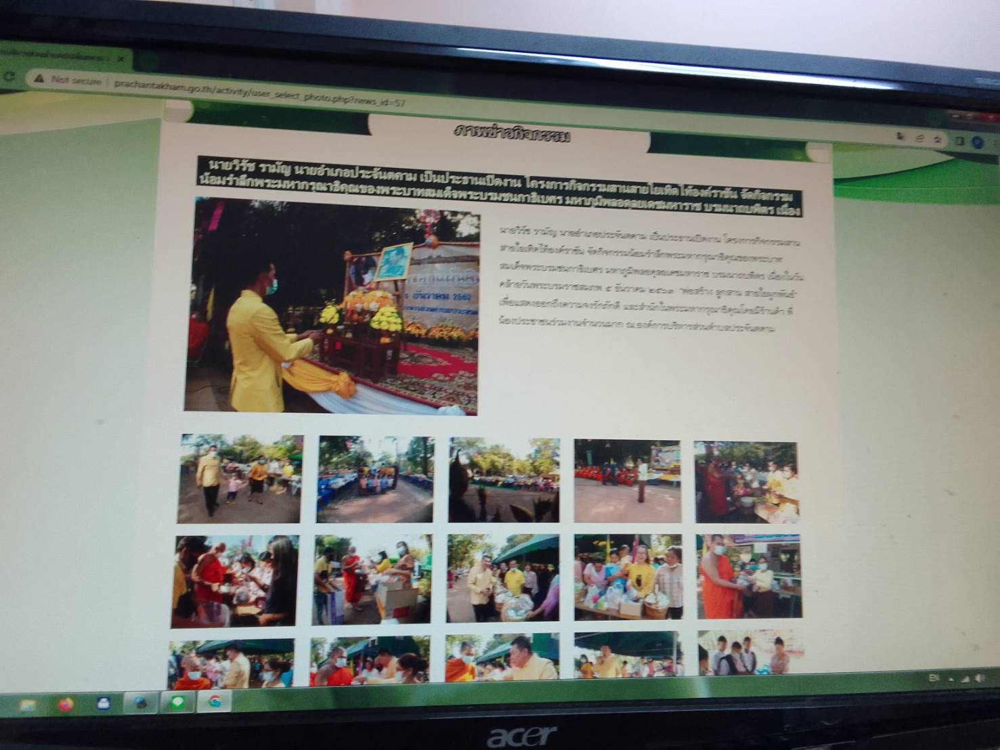 Not secure | prachantakham.go.th/activity/user_select_photo.php?news_id=57
ภาพข่าวกิจกรรม
นายวิรัช รามัญ นายอำเภอประจันตคาม เป็นประธานเปิดงาน โครงการกิจกรรมสานสายใยเทิดไท้องค์ราชัน จัดกิจกรรม
น้อมรำลึกพระมหากรุณาธิคุณของพระบาทสมเด็จพระบรมชนกาธิเบศร มหาภูมิพลอดุลยเดชมหาราช บรมนาถบพิตร เนื่อง
ธันวาคม 2563
นายวิรัช รามัญ นายอำเภอประจันตคาม เป็นประธานเปิดงาน โครงการกิจกรรมสาน
สายใยเทิดไท้องค์ราชัน จัดกิจกรรมน้อมรำลึกพระมหากรุณาธิคุณของพระบาท
สมเด็จพระบรมชนกาธิเบศร มหาภูมิพลอดุลยเดชมหาราช บรมนาถบพิตร เนื่องในวัน
คล้ายวันพระบรมราชสมภพ ๕ ธันวาคม ๒๕๖๓ "พ่อสร้าง ลูกสาน สายใยผูกพันธ์"
เพื่อแสดงออกถึงความจงรักภักดี และสำนึกในพระมหากรุณาธิคุณโดยมีร้านค้า พี่
น้องประชาชนร่วมงานจำนวนมาก ณ.องค์การบริหารส่วนตำบลประจันตคาม
EN
acer